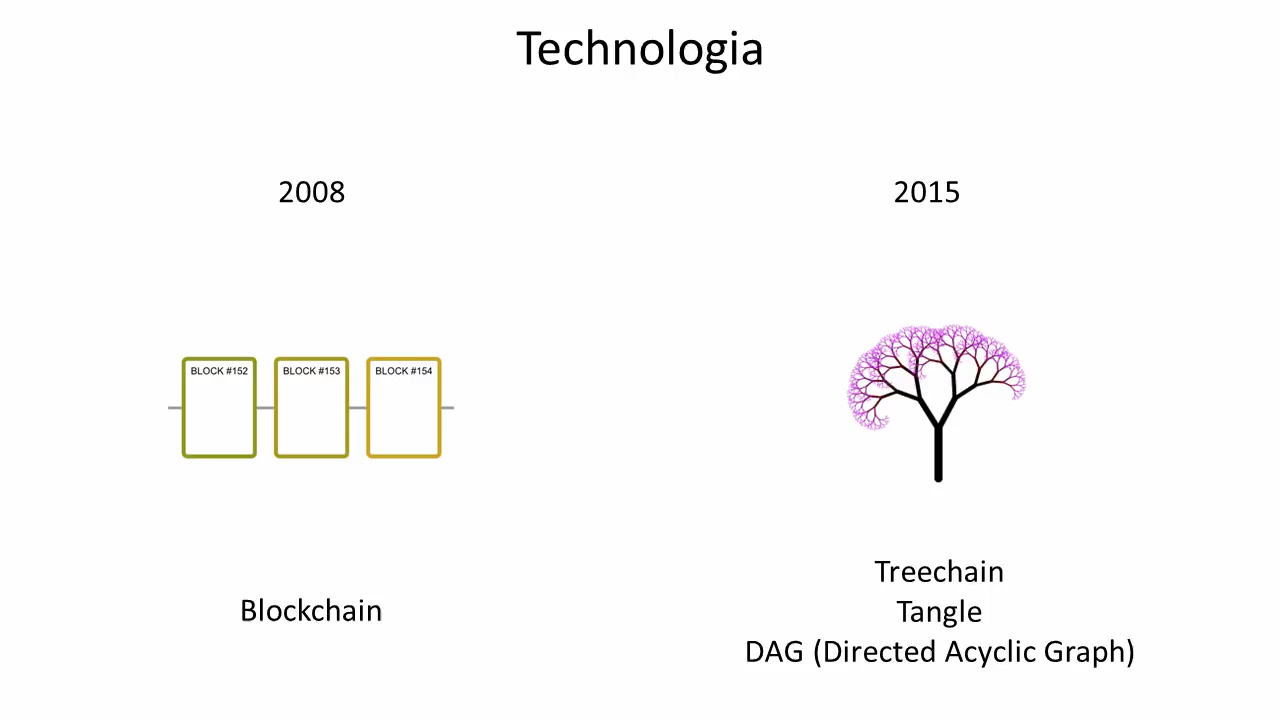 Technologia
2008
2015
BLOCK #152
BLOCK #153
BLOCK #154
Blockchain
Treechain
Tangle
DAG (Directed Acyclic Graph)